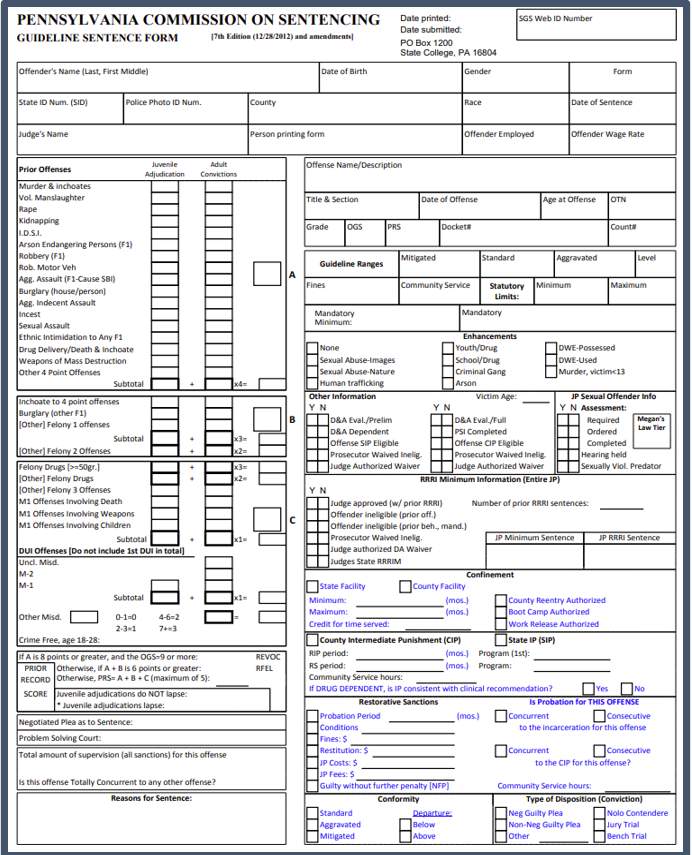 PENNSYLVANIA COMMISSION ON SENTENCING
GUIDELINE SENTENCE FORM [7th Edition (12/28/2012) and amendments]
Date printed:
Date submitted:
PO Box 1200
State College, PA 16804
SGS Web ID Number
Offender's Name (Last, First Middle) Date of Birth Gender Form
State ID Num. (SID) Police Photo ID Num. County Race Date of Sentence
Judge's Name Person printing form Offender Employed Offender Wage Rate
Prior Offenses Juvenile Adjudication Adult Convictions
Murder & inchoates
Vol. Manslaughter
Rape
Kidnapping
I.D.S.I.
Arson Endangering Persons (F1)
Robbery (F1)
Rob. Motor Veh
Agg. Assault (F1-Cause SBI)
Burglary (house/person)
Agg. Indecent Assault
Incest
Sexual Assault
Ethnic Intimidation to Any F1
Drug Delivery/Death & Inchoate
Weapons of Mass Destruction
Other 4 Point Offenses
Subtotal + x4=
A
Inchoate to 4 point offenses
Burglary (other F1)
[Other] Felony 1 offenses
Subtotal + x3=
[Other] Felony 2 Offenses + x2=
B
Felony Drugs [>=50gr.] + x3=
[Other] Felony Drugs + x2=
[Other] Felony 3 Offenses
M1 Offenses Involving Death
M1 Offenses Involving Weapons
M1 Offenses Involving Children
Subtotal + x1=
C
DUI Offenses [Do not include 1st DUI in total]
Uncl. Misd.
M-2
M-1
Subtotal + x1=
Other Misd. 0-1=0 4-6=2 =
2-3=1 7+=3
Crime Free, age 18-28:
If A is 8 points or greater, and the OGS=9 or more: REVOC
PRIOR RECORD SCORE
Otherwise, if A + B is 6 points or greater: RFEL
Otherwise, PRS= A + B + C (maximum of 5):
Juvenile adjudications do NOT lapse:
* Juvenile adjudications lapse:
Negotiated Plea as to Sentence:
Problem Solving Court:
Total amount of supervision (all sanctions) for this offense
Is this offense Totally Concurrent to any other offense?
Reasons for Sentence:
Offense Name/Description
Title & Section Date of Offense Age at Offense OTN
Grade OGS PRS Docket# Count#
Guideline Ranges Mitigated Standard Aggravated Level
Fines Community Service Statutory Limits: Minimum Maximum
Mandatory Minimum: Mandatory
Enhancements
None Youth/Drug DWE-Possessed
Sexual Abuse-Images School/Drug DWE-Used
Sexual Abuse-Nature Criminal Gang Murder, victim<13
Human trafficking Arson
Other Information Victim Age: JP Sexual Offender Info
Y N Y N Y N Assessment:
D&A Eval./Prelim D&A Eval./Full Required
D&A Dependent PSI Completed Ordered
Offense SIP Eligible Offense CIP Eligible Completed
Prosecutor Waived Inelig. Prosecutor Waived Inelig. Hearing held
Judge Authorized Waiver Judge Authorized Waiver Sexually Viol. Predator
Megan's Law Tier
RRRI Minimum Information (Entire JP)
Y N
Judge approved (w/ prior RRRI) Number of prior RRRI sentences:
Offender ineligible (prior off.)
Offender ineligible (prior beh., mand.)
Prosecutor Waived Inelig. JP Minimum Sentence JP RRRI Sentence
Judge authorized DA Waiver
Judges State RRRIM
Confinement
State Facility County Facility
Minimum: (mos.) County Reentry Authorized
Maximum: (mos.) Boot Camp Authorized
Credit for time served: Work Release Authorized
County Intermediate Punishment (CIP) State IP (SIP)
RIP period: (mos.) Program (1st):
RS period: (mos.) Program:
Community Service hours:
If DRUG DEPENDENT, is IP consistent with clinical recommendation? Yes No
Restorative Sanctions Is Probation for THIS OFFENSE
Probation Period (mos.) Concurrent Consecutive
Conditions to the incarceration for this offense
Fines: $
Restitution: $ Concurrent Consecutive
JP Costs: $ to the CIP for this offense?
JP Fees: $
Guilty without further penalty [NFP] Community Service hours:
Conformity Type of Disposition (Conviction)
Standard Departure: Neg Guilty Plea Nolo Contendere
Aggravated Below Non-Neg Guilty Plea Jury Trial
Mitigated Above Other Bench Trial